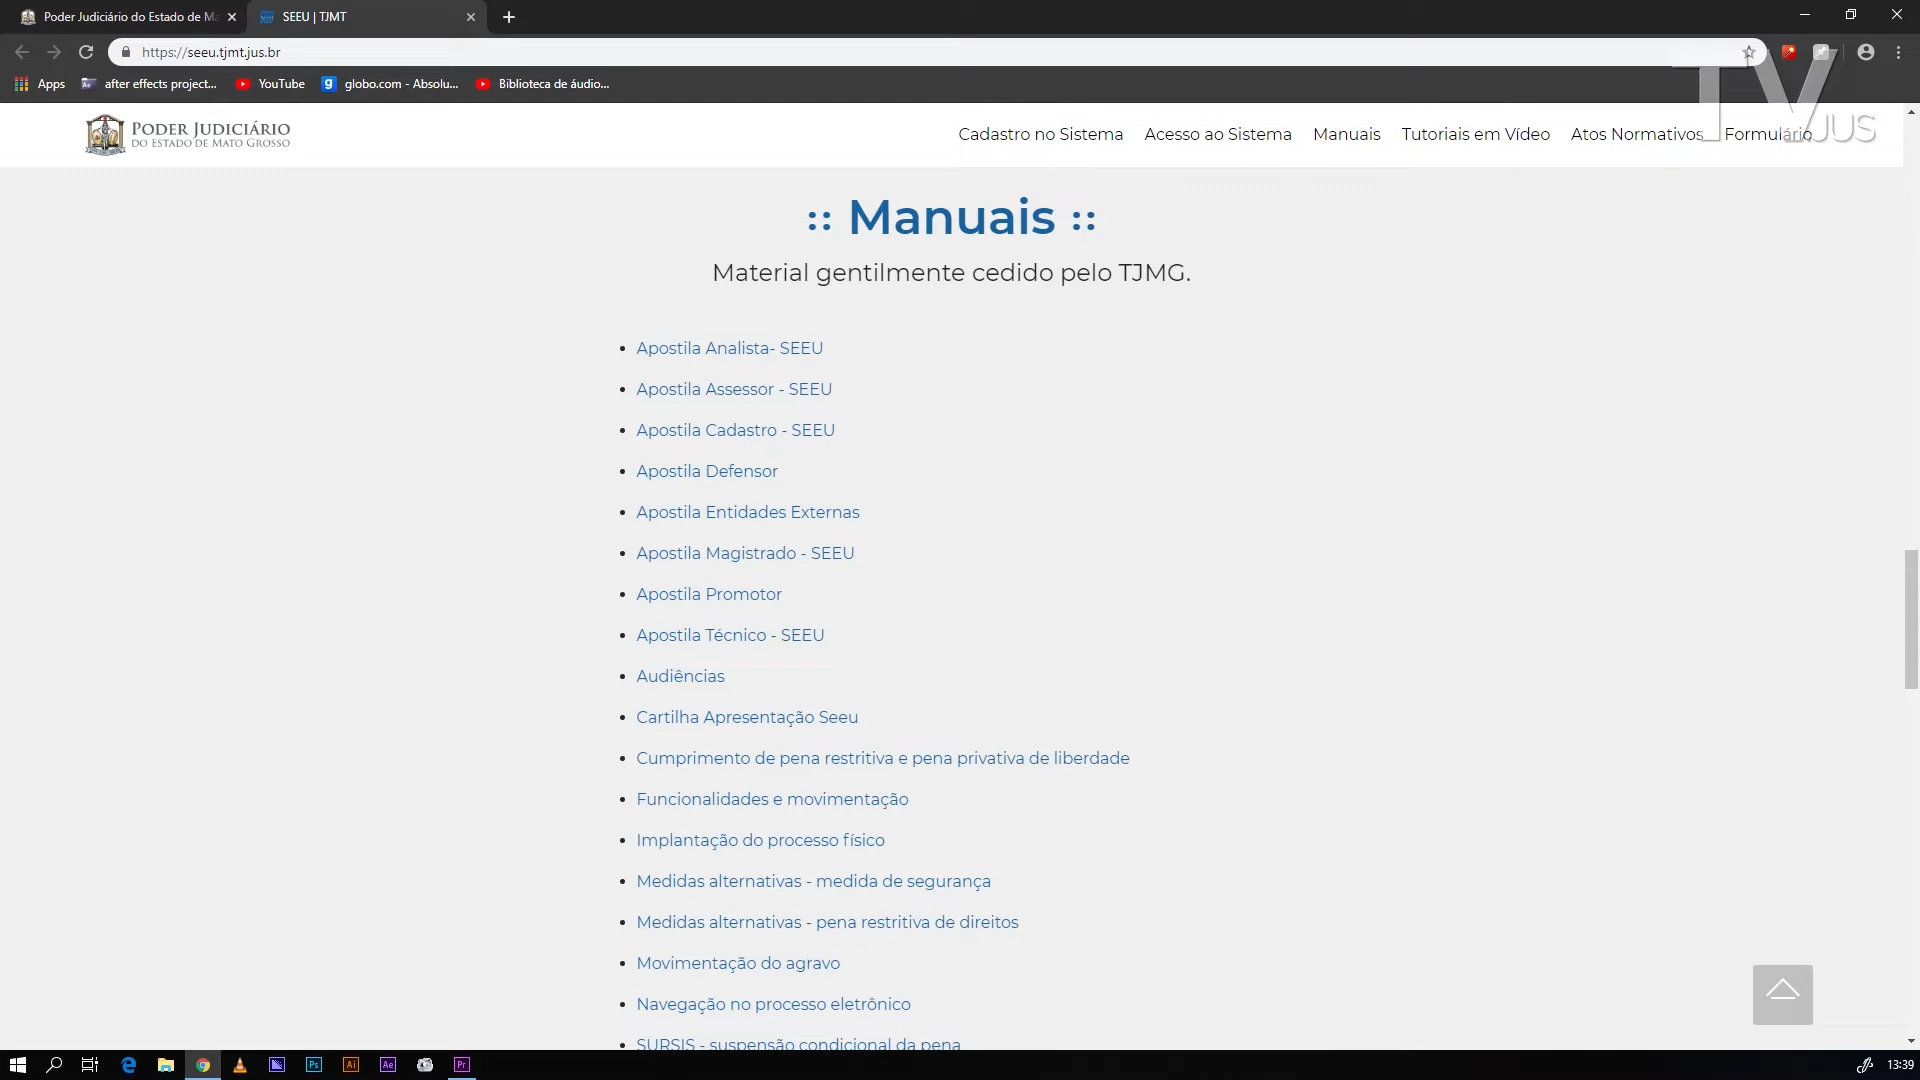 Poder Judiciário do Estado de Ma
SEEU | TJMT
https://seeu.tjmt.jus.br
Apps
after effects project...
YouTube
globo.com - Absolu...
Biblioteca de áudio...
TV.JUS
PODER JUDICIÁRIO
DO ESTADO DE MATO GROSSO
Cadastro no Sistema
Acesso ao Sistema
Manuais
Tutoriais em Vídeo
Atos Normativos
Formulário
:: Manuais ::
Material gentilmente cedido pelo TJMG.
• Apostila Analista- SEEU
• Apostila Assessor - SEEU
• Apostila Cadastro - SEEU
• Apostila Defensor
• Apostila Entidades Externas
• Apostila Magistrado - SEEU
• Apostila Promotor
• Apostila Técnico - SEEU
• Audiências
• Cartilha Apresentação Seeu
• Cumprimento de pena restritiva e pena privativa de liberdade
• Funcionalidades e movimentação
• Implantação do processo físico
• Medidas alternativas - medida de segurança
• Medidas alternativas - pena restritiva de direitos
• Movimentação do agravo
• Navegação no processo eletrônico
• SURSIS - suspensão condicional da pena
Ps
Ai
Ae
Pr
13:39